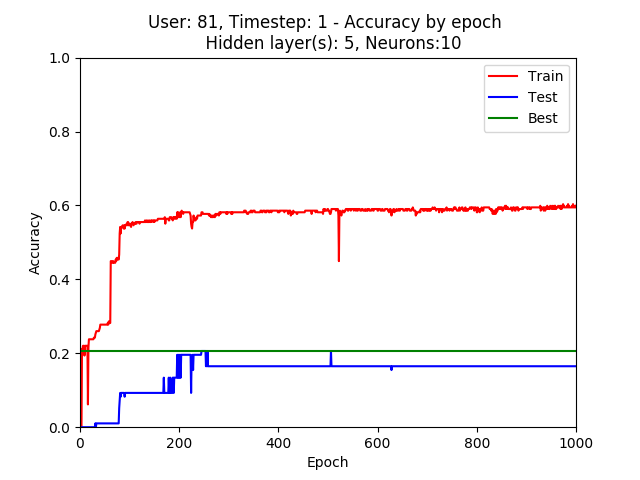 User: 81, Timestep: 1 - Accuracy by epoch
Hidden layer(s): 5, Neurons:10
1.0
0.8
0.6
0.4
0.2
0.0
Accuracy
Train
Test
Best
0 200 400 600 800 1000
Epoch